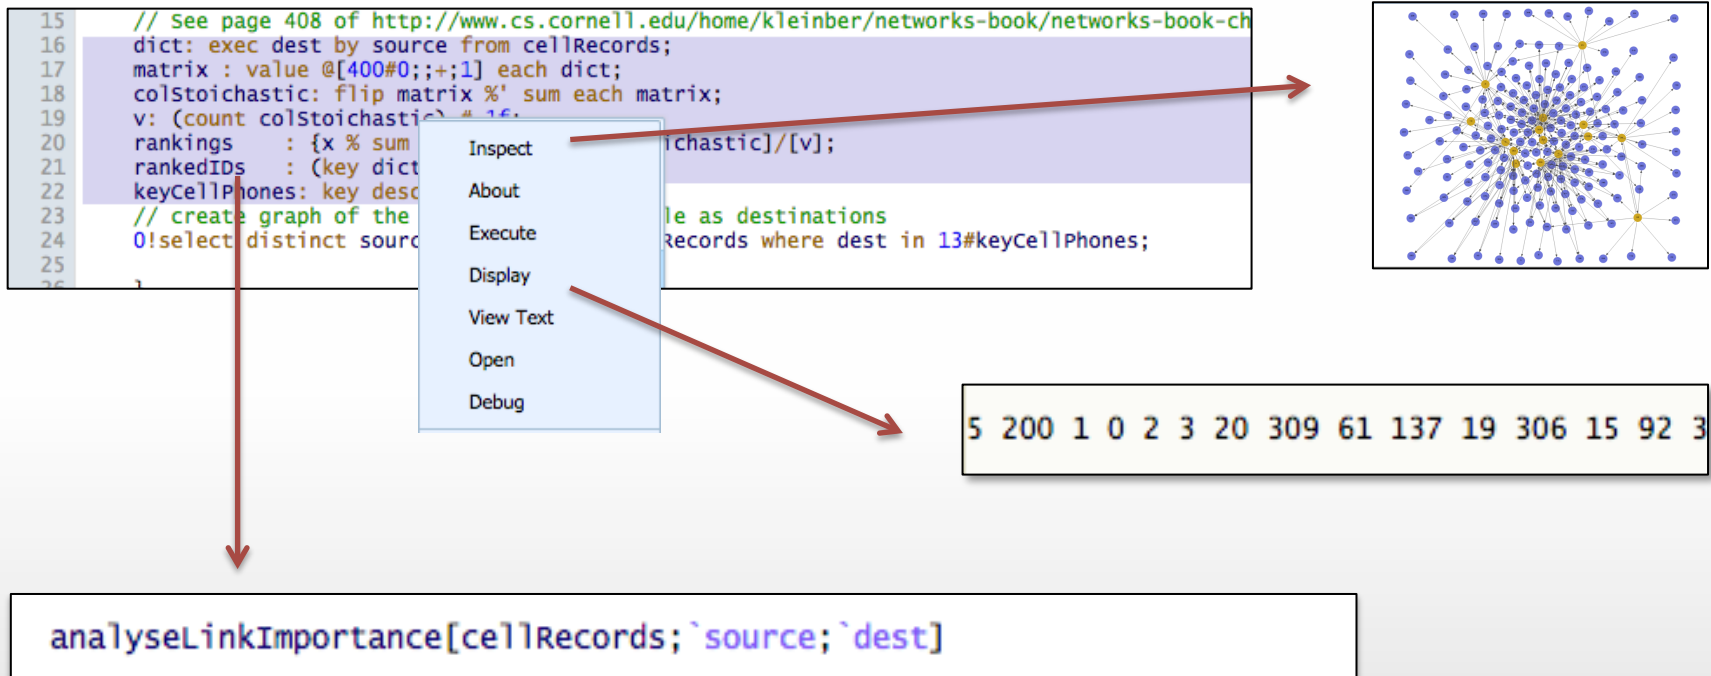 15 // See page 408 of http://www.cs.cornell.edu/home/kleinber/networks-book/networks-book-ch
16 dict: exec dest by source from cellRecords;
17 matrix : value @[400#0;;+;1] each dict;
18 colStoichastic: flip matrix %' sum each matrix;
19 v: (count colStoichastic) # 1f;
20 rankings : {x % sum ichastic]/[v];
21 rankedIDs : (key dict
22 keyCellPhones: key desc
23 // create graph of the le as destinations
24 0!select distinct sourc Records where dest in 13#keyCellPhones;
25
26 }
Inspect
About
Execute
Display
View Text
Open
Debug
5 200 1 0 2 3 20 309 61 137 19 306 15 92 3
analyseLinkImportance[cellRecords;`source;`dest]